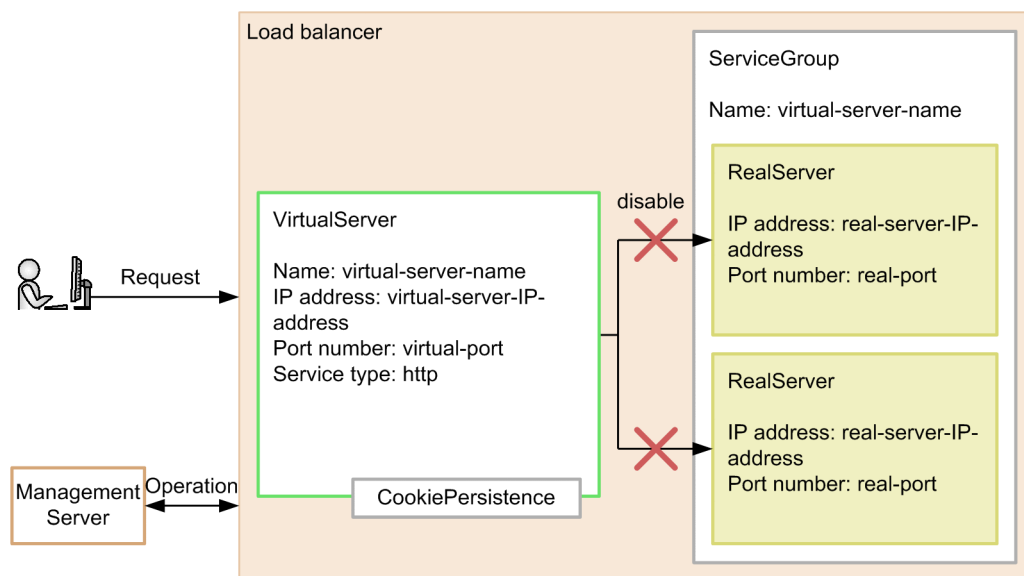 Load balancer
ServiceGroup
Name: virtual-server-name
RealServer
IP address: real-server-IP-
address
Port number: real-port
disable
VirtualServer
Name: virtual-server-name
IP address: virtual-server-IP-
address
Port number: virtual-port
Service type: http
Request
RealServer
IP address: real-server-IP-
address
Port number: real-port
CookiePersistence
Management
Server
Operation